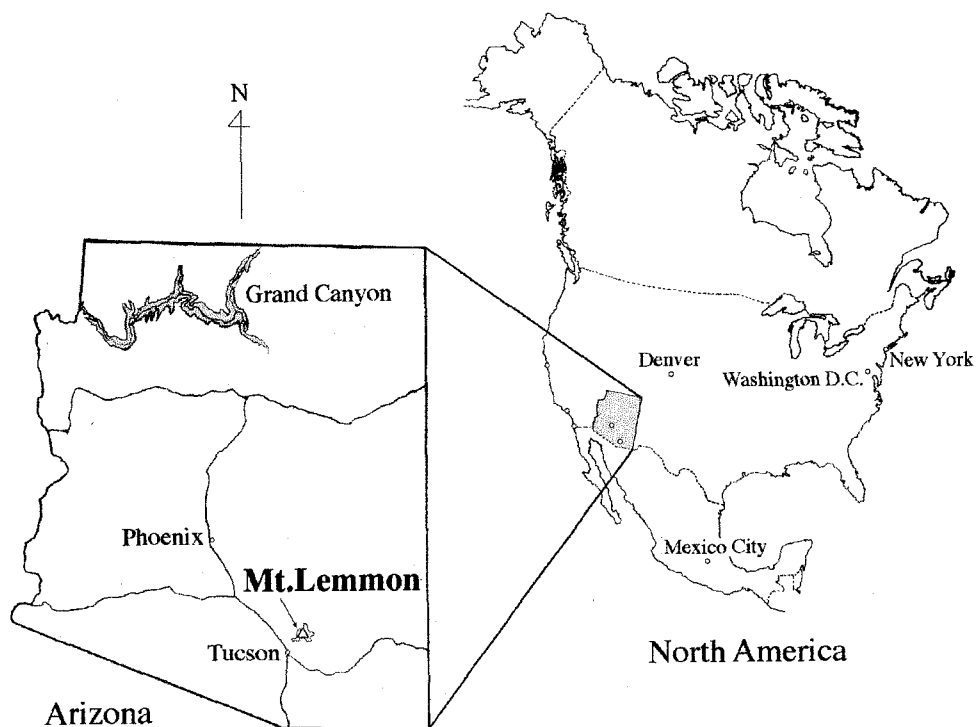 N
Grand Canyon
Phoenix
Mt.Lemmon
Tucson
Arizona
Denver
New York
Washington D.C.
Mexico City
North America